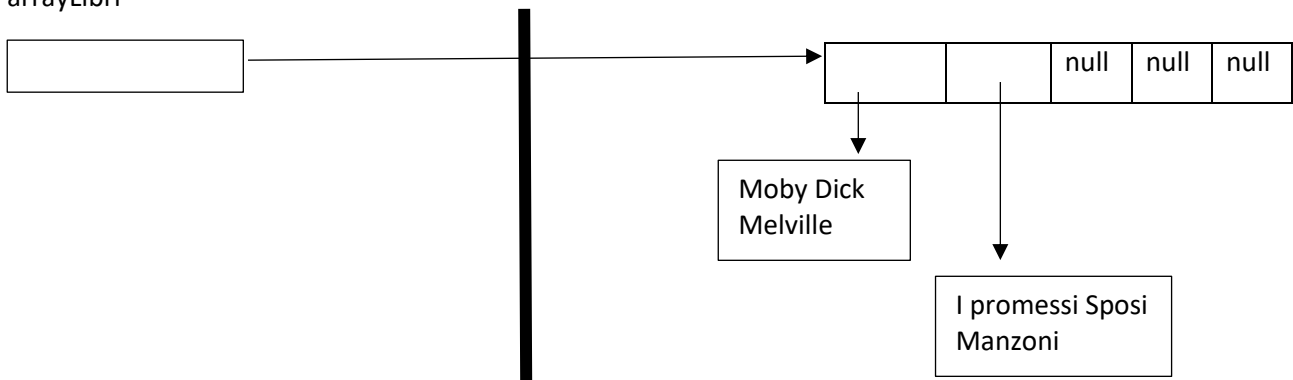 arrayLibri
null null null
Moby Dick
Melville
I promessi Sposi
Manzoni